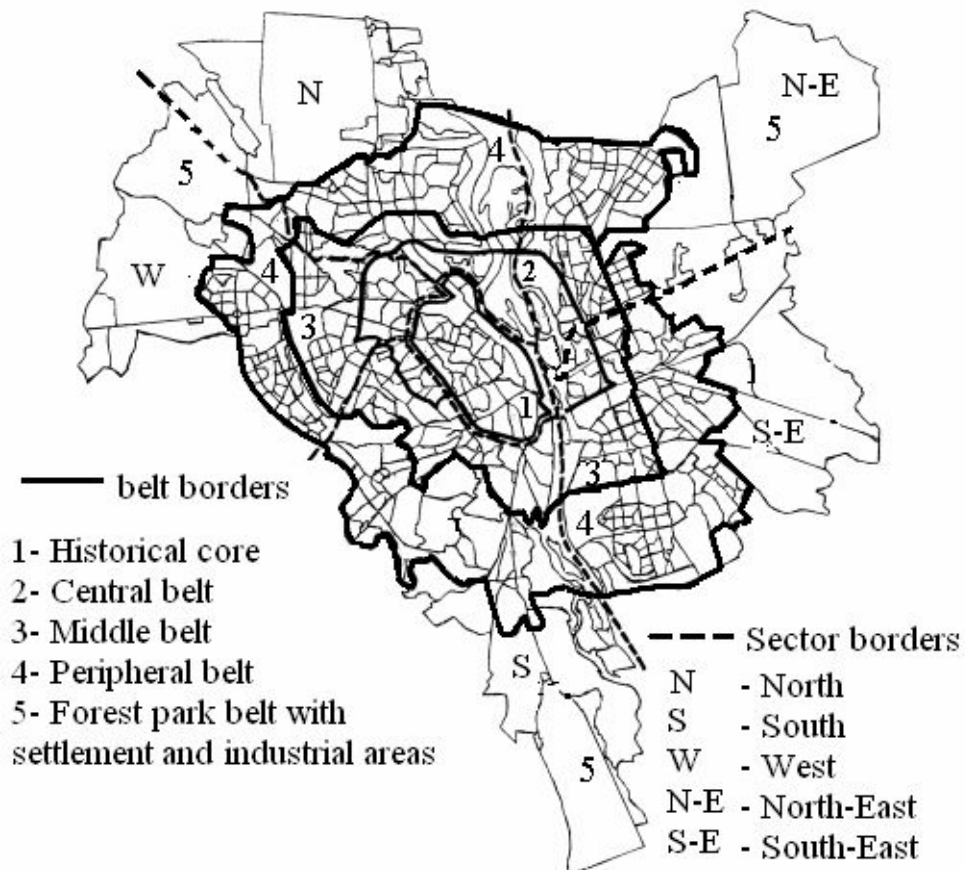 N
N-E
5
4
5
W
4
2
3
1
S-E
3
4
S
5
belt borders
1- Historical core
2- Central belt
3- Middle belt
4- Peripheral belt
5- Forest park belt with
settlement and industrial areas
Sector borders
N - North
S - South
W - West
N-E - North-East
S-E - South-East